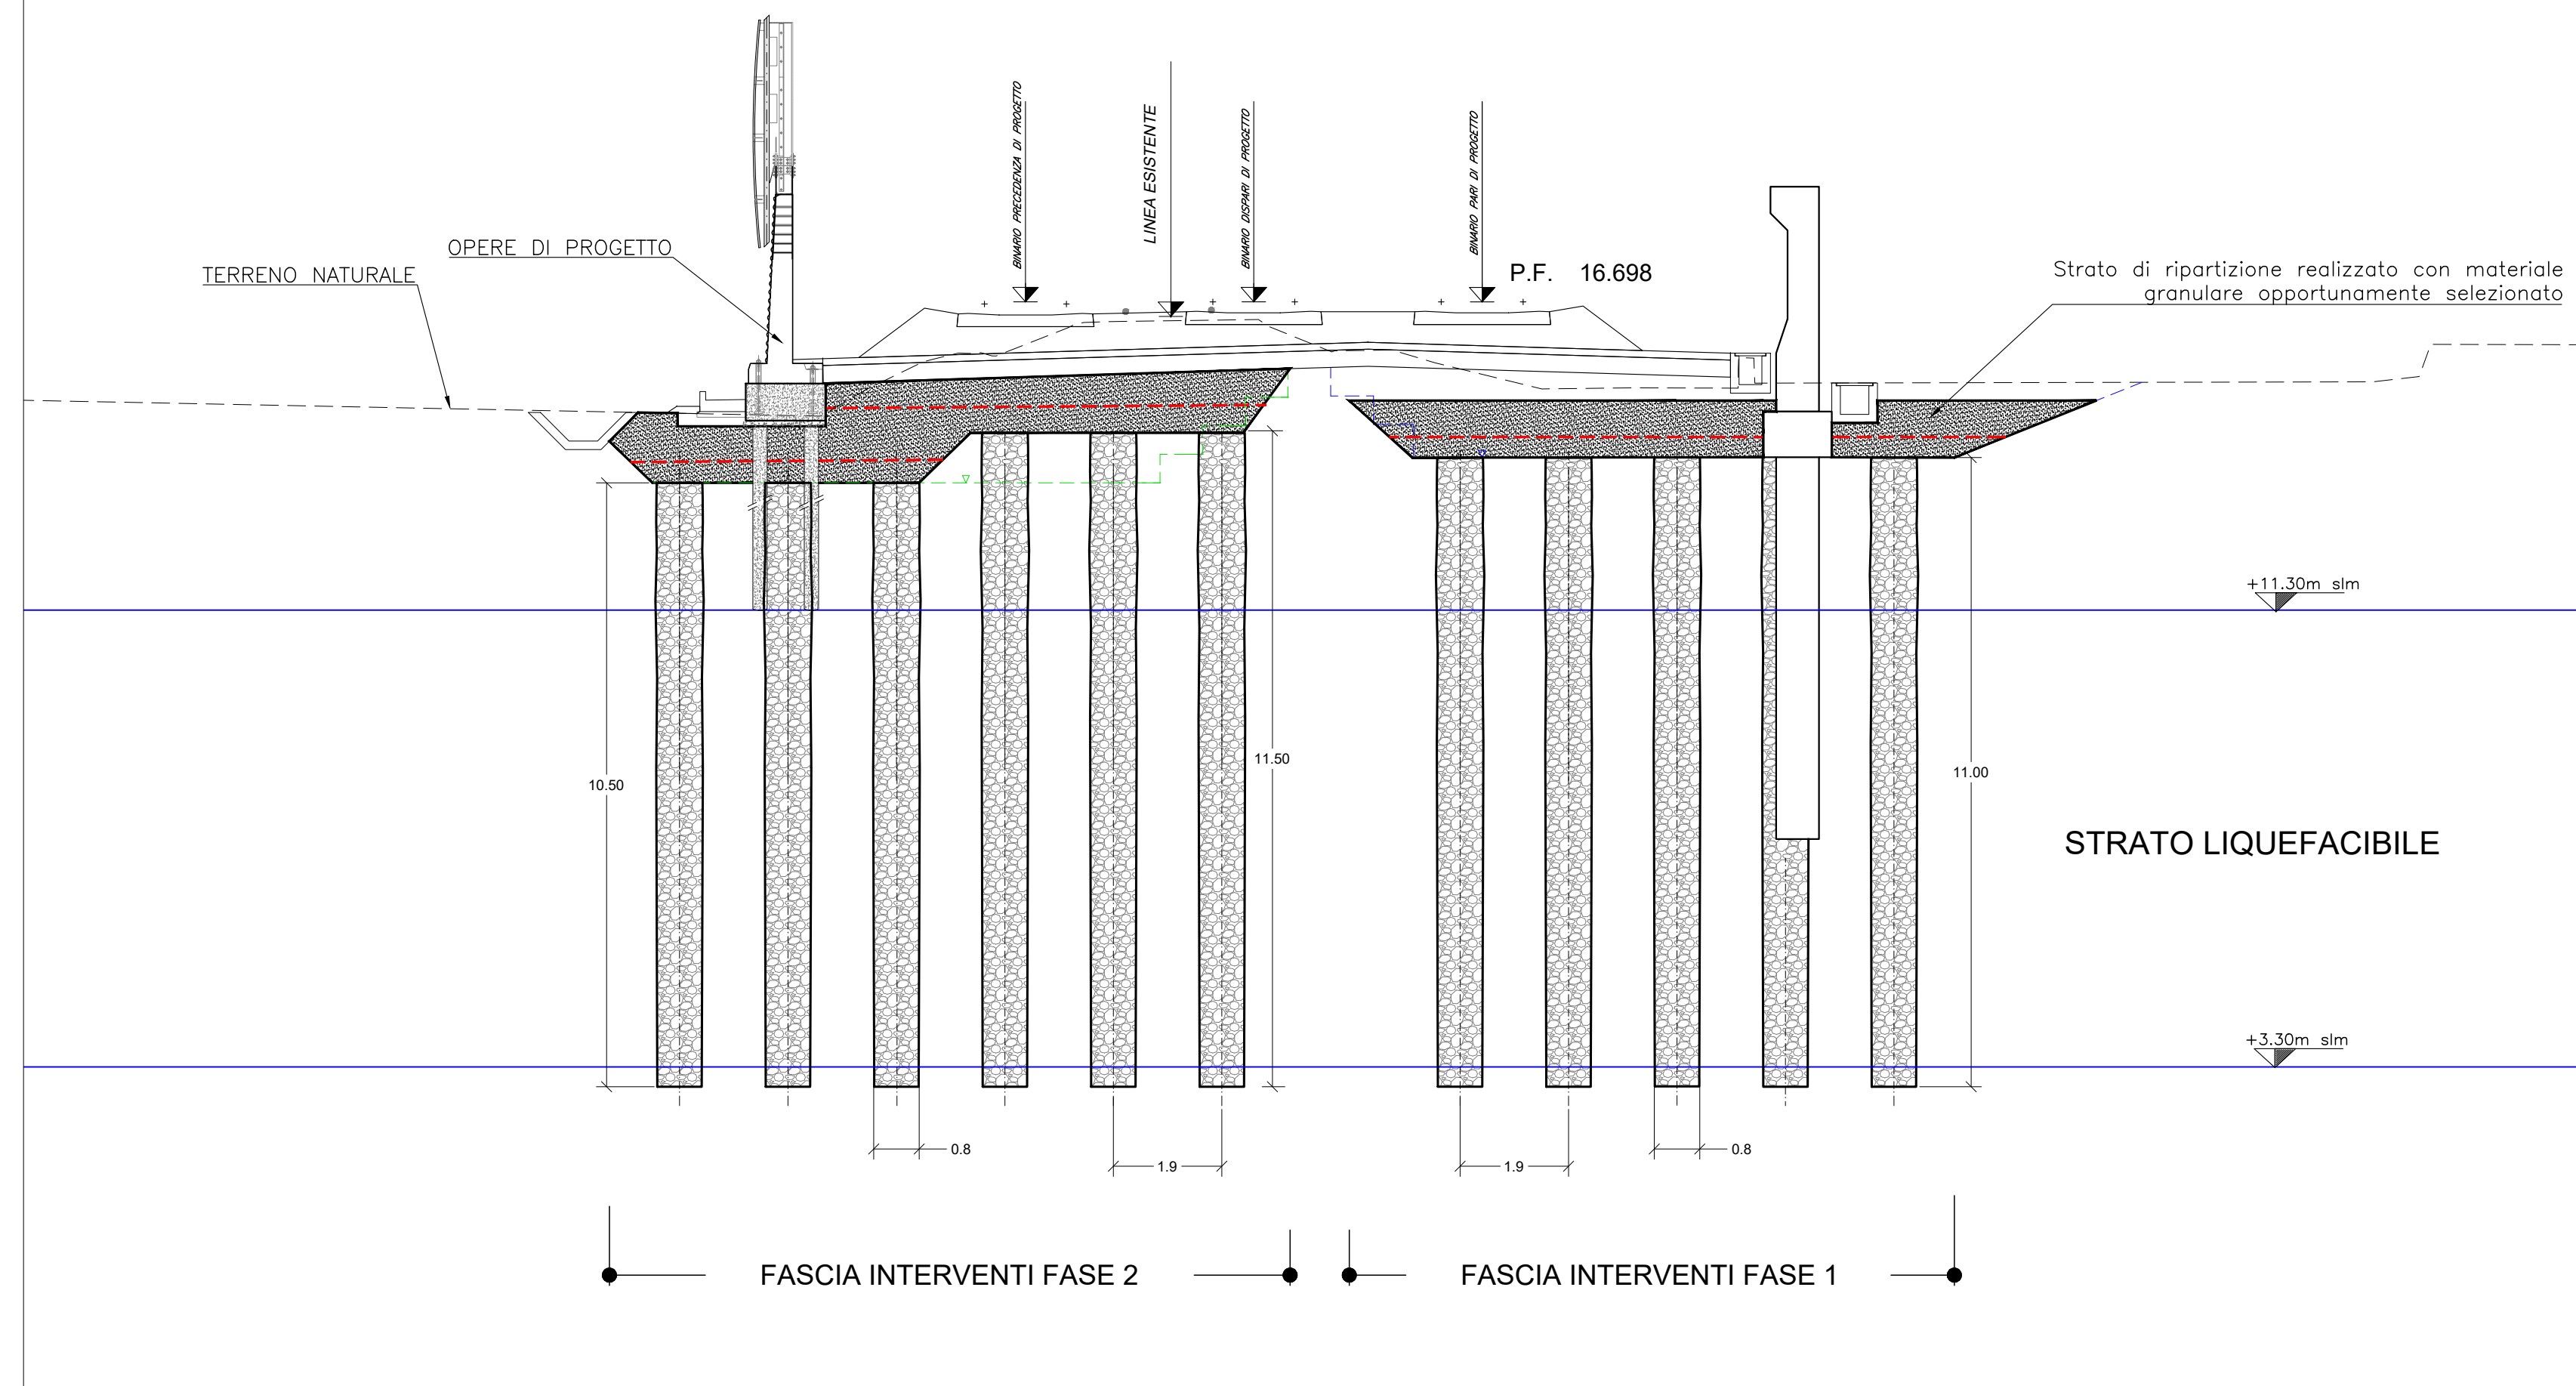 BINARIO PRECEDENZA DI PROGETTO
LINEA ESISTENTE
BINARIO DISPARI DI PROGETTO
BINARIO PARI DI PROGETTO
OPERE DI PROGETTO
TERRENO NATURALE
P.F. 16.698
Strato di ripartizione realizzato con materiale
granulare opportunamente selezionato
+11.30m slm
10.50
11.50
11.00
STRATO LIQUEFACIBILE
+3.30m slm
0.8
1.9
1.9
0.8
FASCIA INTERVENTI FASE 2
FASCIA INTERVENTI FASE 1